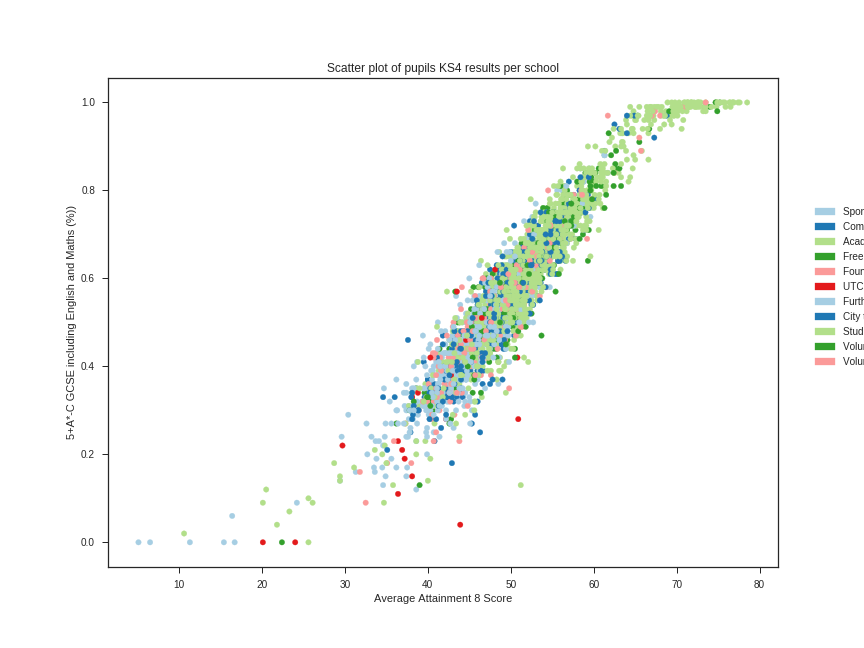 Scatter plot of pupils KS4 results per school
5+A*-C GCSE including English and Maths (%))
1.0
0.8
0.6
0.4
0.2
0.0
10 20 30 40 50 60 70 80
Average Attainment 8 Score
Spor
Com
Acad
Free
Foun
UTC
Furth
City
Stud
Volu
Volu